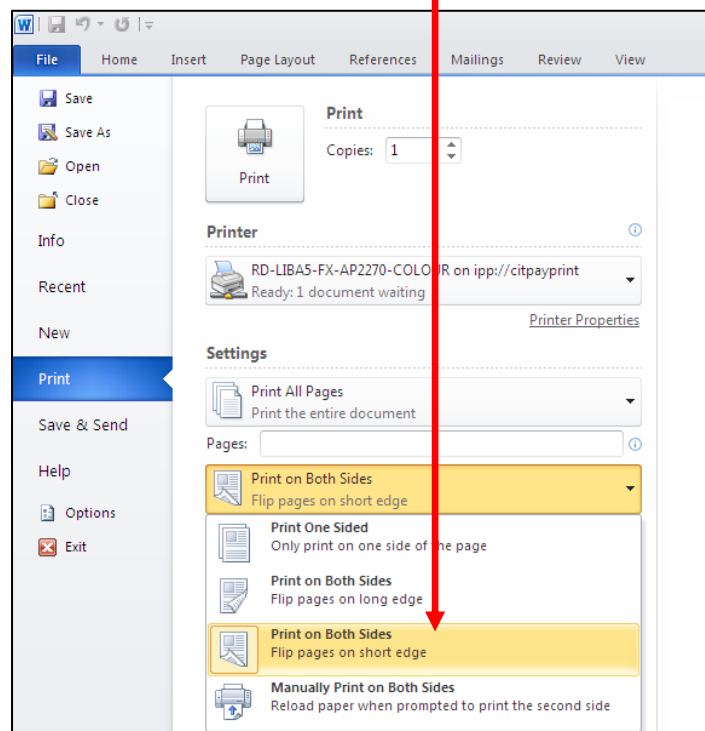 W
File Home Insert Page Layout References Mailings Review View
Save
Save As
Open
Close
Info
Recent
New
Print
Save & Send
Help
Options
Exit
Print
Print
Copies: 1
Printer
RD-LIBA5-FX-AP2270-COLOUR on ipp://citpayprint
Ready: 1 document waiting
Printer Properties
Settings
Print All Pages
Print the entire document
Pages:
Print on Both Sides
Flip pages on short edge
Print One Sided
Only print on one side of the page
Print on Both Sides
Flip pages on long edge
Print on Both Sides
Flip pages on short edge
Manually Print on Both Sides
Reload paper when prompted to print the second side